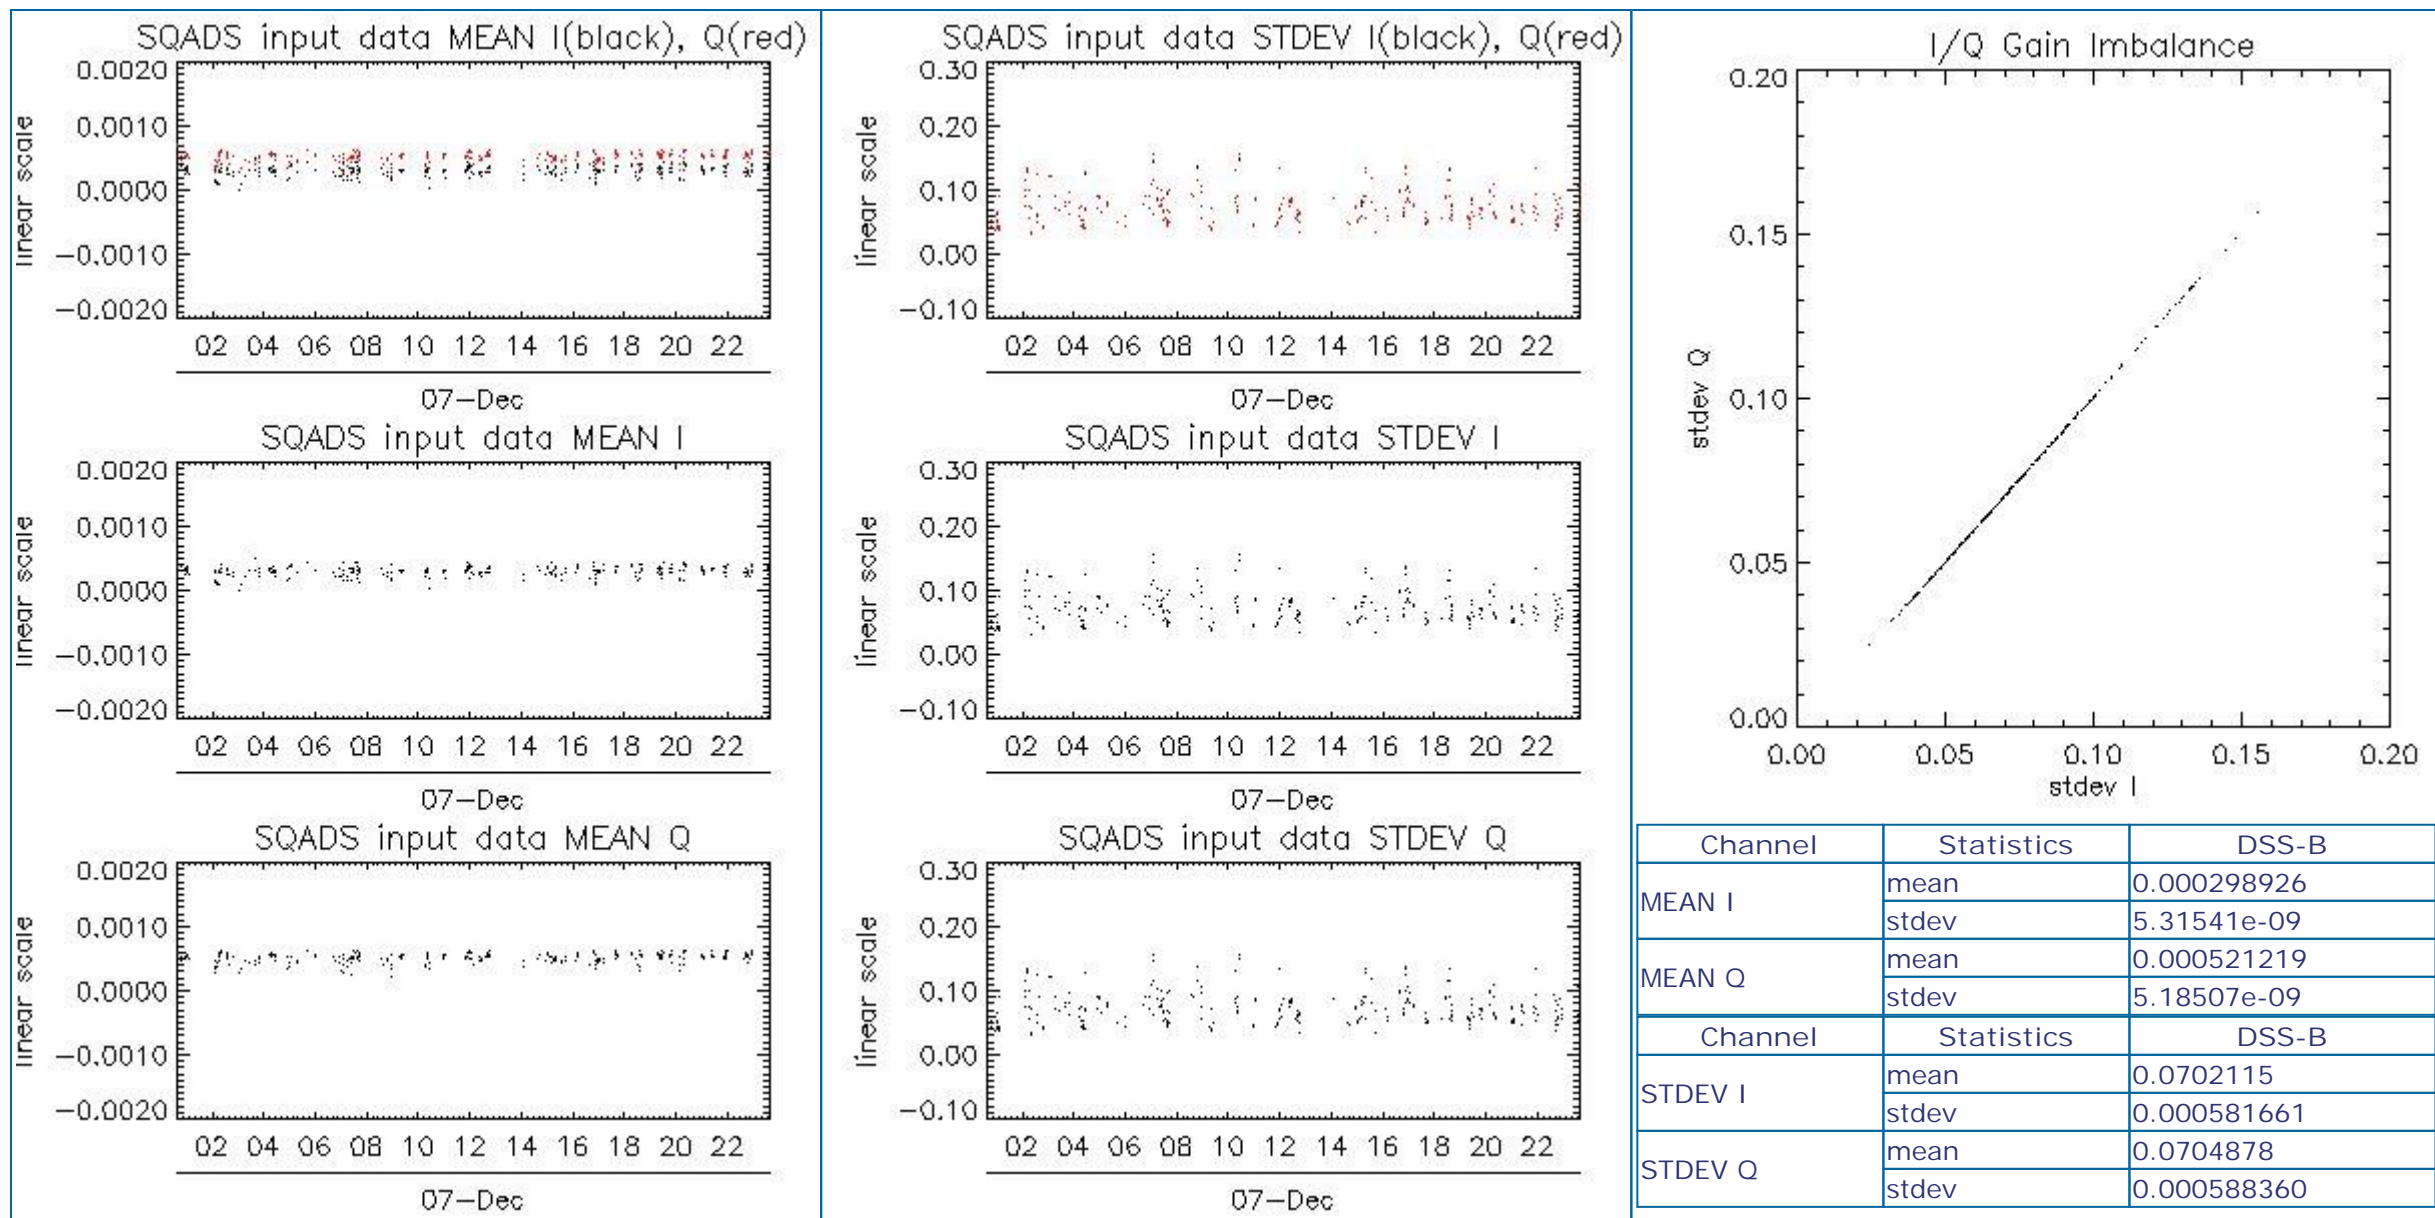 SQADS input data MEAN I(black), Q(red)
linear scale
0.0020
0.0010
0.0000
−0.0010
−0.0020
02 04 06 08 10 12 14 16 18 20 22
07−Dec
SQADS input data MEAN I
linear scale
0.0020
0.0010
0.0000
−0.0010
−0.0020
02 04 06 08 10 12 14 16 18 20 22
07−Dec
SQADS input data MEAN Q
linear scale
0.0020
0.0010
0.0000
−0.0010
−0.0020
02 04 06 08 10 12 14 16 18 20 22
07−Dec
SQADS input data STDEV I(black), Q(red)
linear scale
0.30
0.20
0.10
0.00
−0.10
02 04 06 08 10 12 14 16 18 20 22
07−Dec
SQADS input data STDEV I
linear scale
0.30
0.20
0.10
0.00
−0.10
02 04 06 08 10 12 14 16 18 20 22
07−Dec
SQADS input data STDEV Q
linear scale
0.30
0.20
0.10
0.00
−0.10
02 04 06 08 10 12 14 16 18 20 22
07−Dec
I/Q Gain Imbalance
stdev Q
0.20
0.15
0.10
0.05
0.00
0.00 0.05 0.10 0.15 0.20
stdev I
Channel Statistics DSS-B
MEAN I mean 0.000298926
stdev 5.31541e-09
MEAN Q mean 0.000521219
stdev 5.18507e-09
Channel Statistics DSS-B
STDEV I mean 0.0702115
stdev 0.000581661
STDEV Q mean 0.0704878
stdev 0.000588360